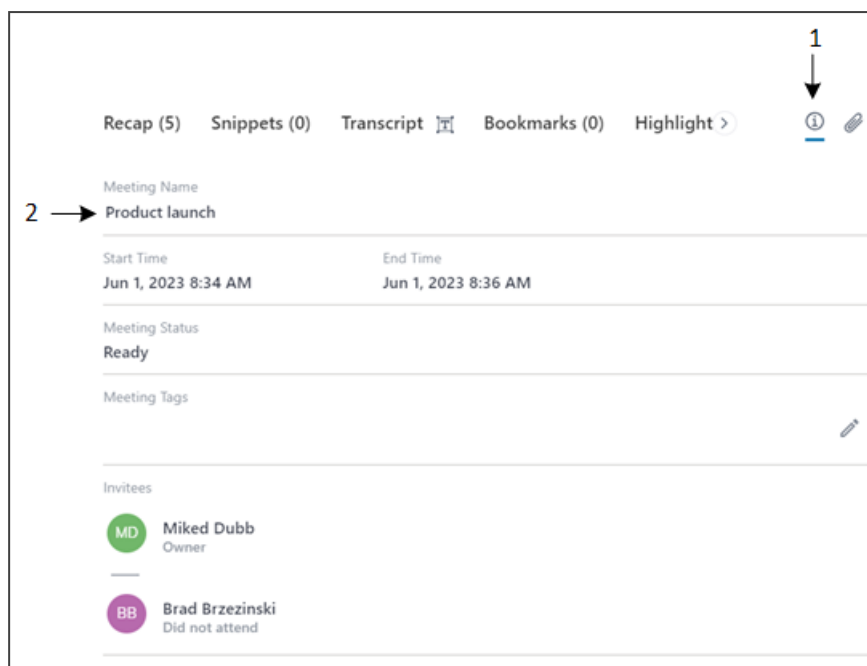 1
Recap (5) Snippets (0) Transcript T Bookmarks (0) Highlight
Meeting Name
2 Product launch
Start Time End Time
Jun 1, 2023 8:34 AM Jun 1, 2023 8:36 AM
Meeting Status
Ready
Meeting Tags
Invitees
MD Miked Dubb
Owner
BB Brad Brzezinski
Did not attend